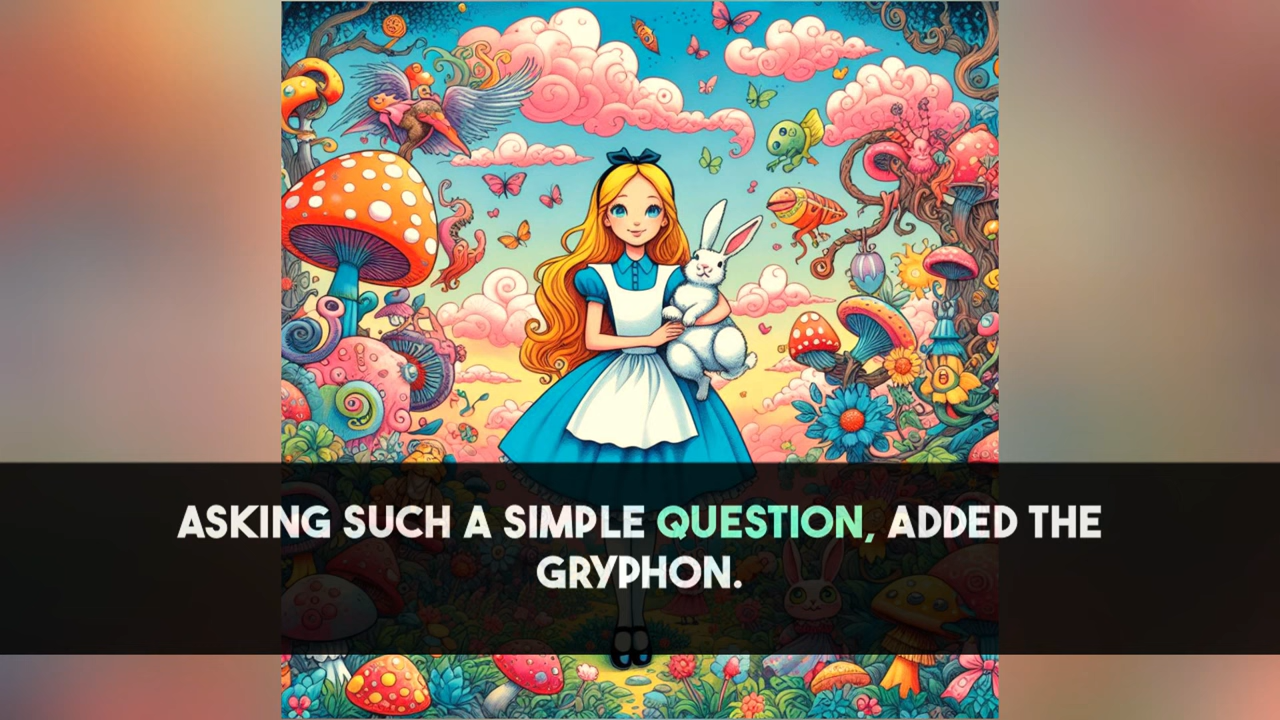 ASKING SUCH A SIMPLE QUESTION, ADDED THE
GRYPHON.